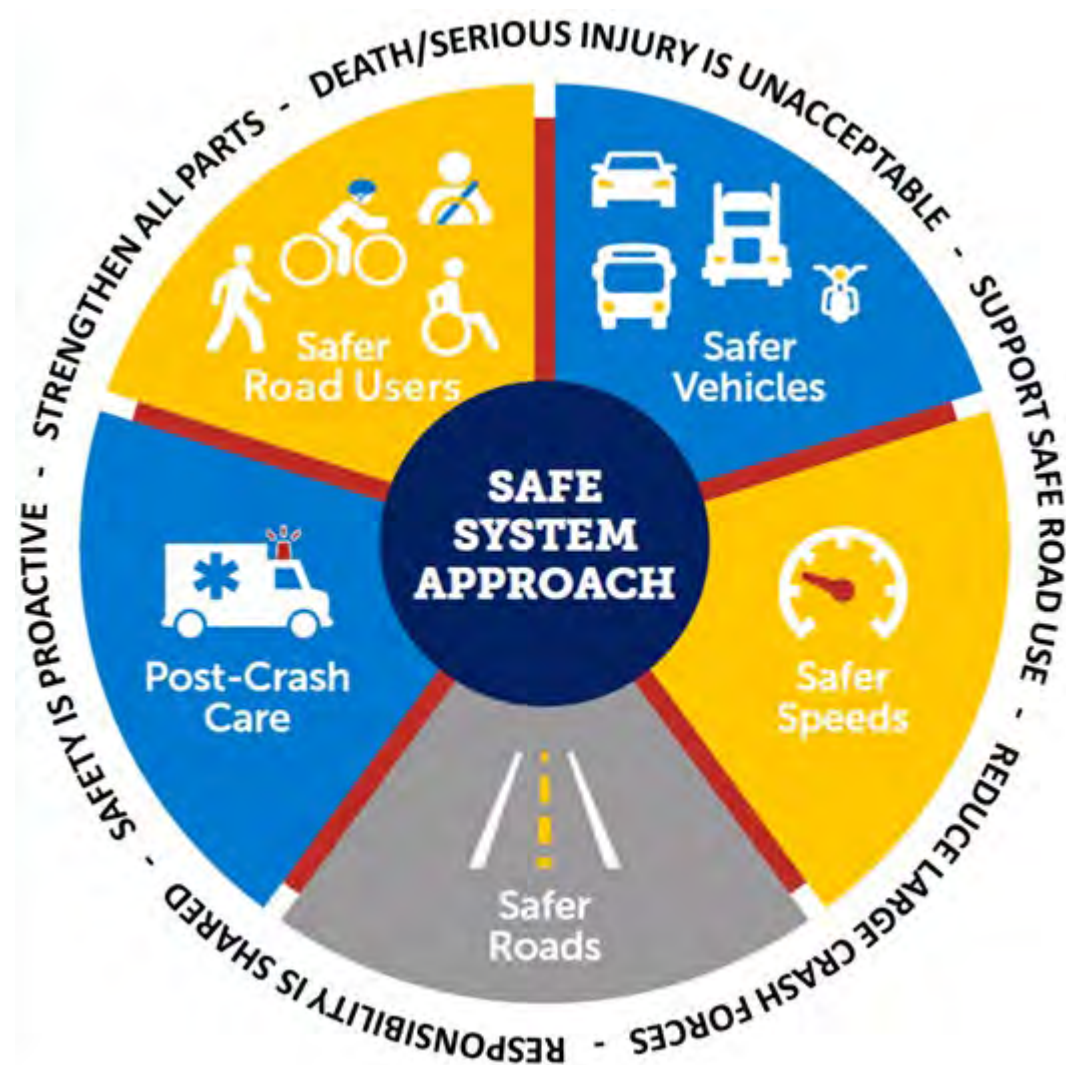 DEATH/SERIOUS INJURY IS UNACCEPTABLE - SUPPORT SAFE ROAD USE - REDUCE LARGE CRASH FORCES - RESPONSIBILITY IS SHARED - SAFETY IS PROACTIVE - STRENGTHEN ALL PARTS -
Safer
Road Users
Safer
Vehicles
SAFE
SYSTEM
APPROACH
Post-Crash
Care
Safer
Speeds
Safer
Roads